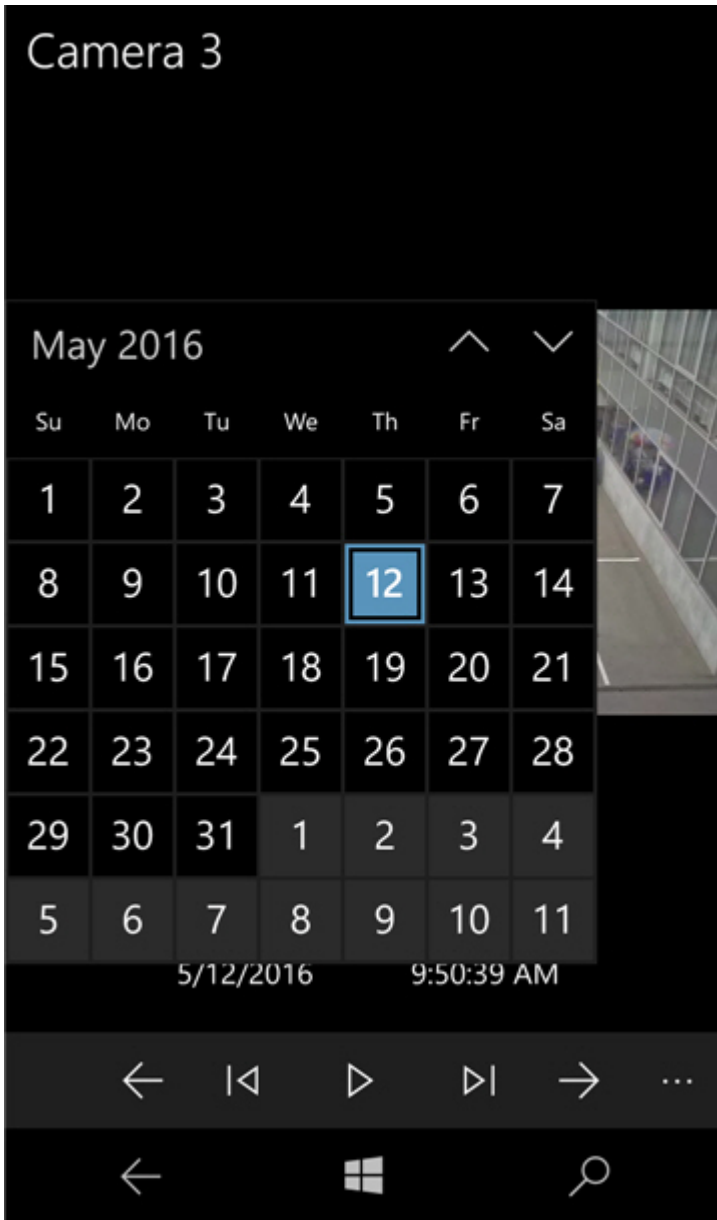 Camera 3
May 2016
Su Mo Tu We Th Fr Sa
1 2 3 4 5 6 7
8 9 10 11 12 13 14
15 16 17 18 19 20 21
22 23 24 25 26 27 28
29 30 31 1 2 3 4
5 6 7 8 9 10 11
5/12/2016 9:50:39 AM